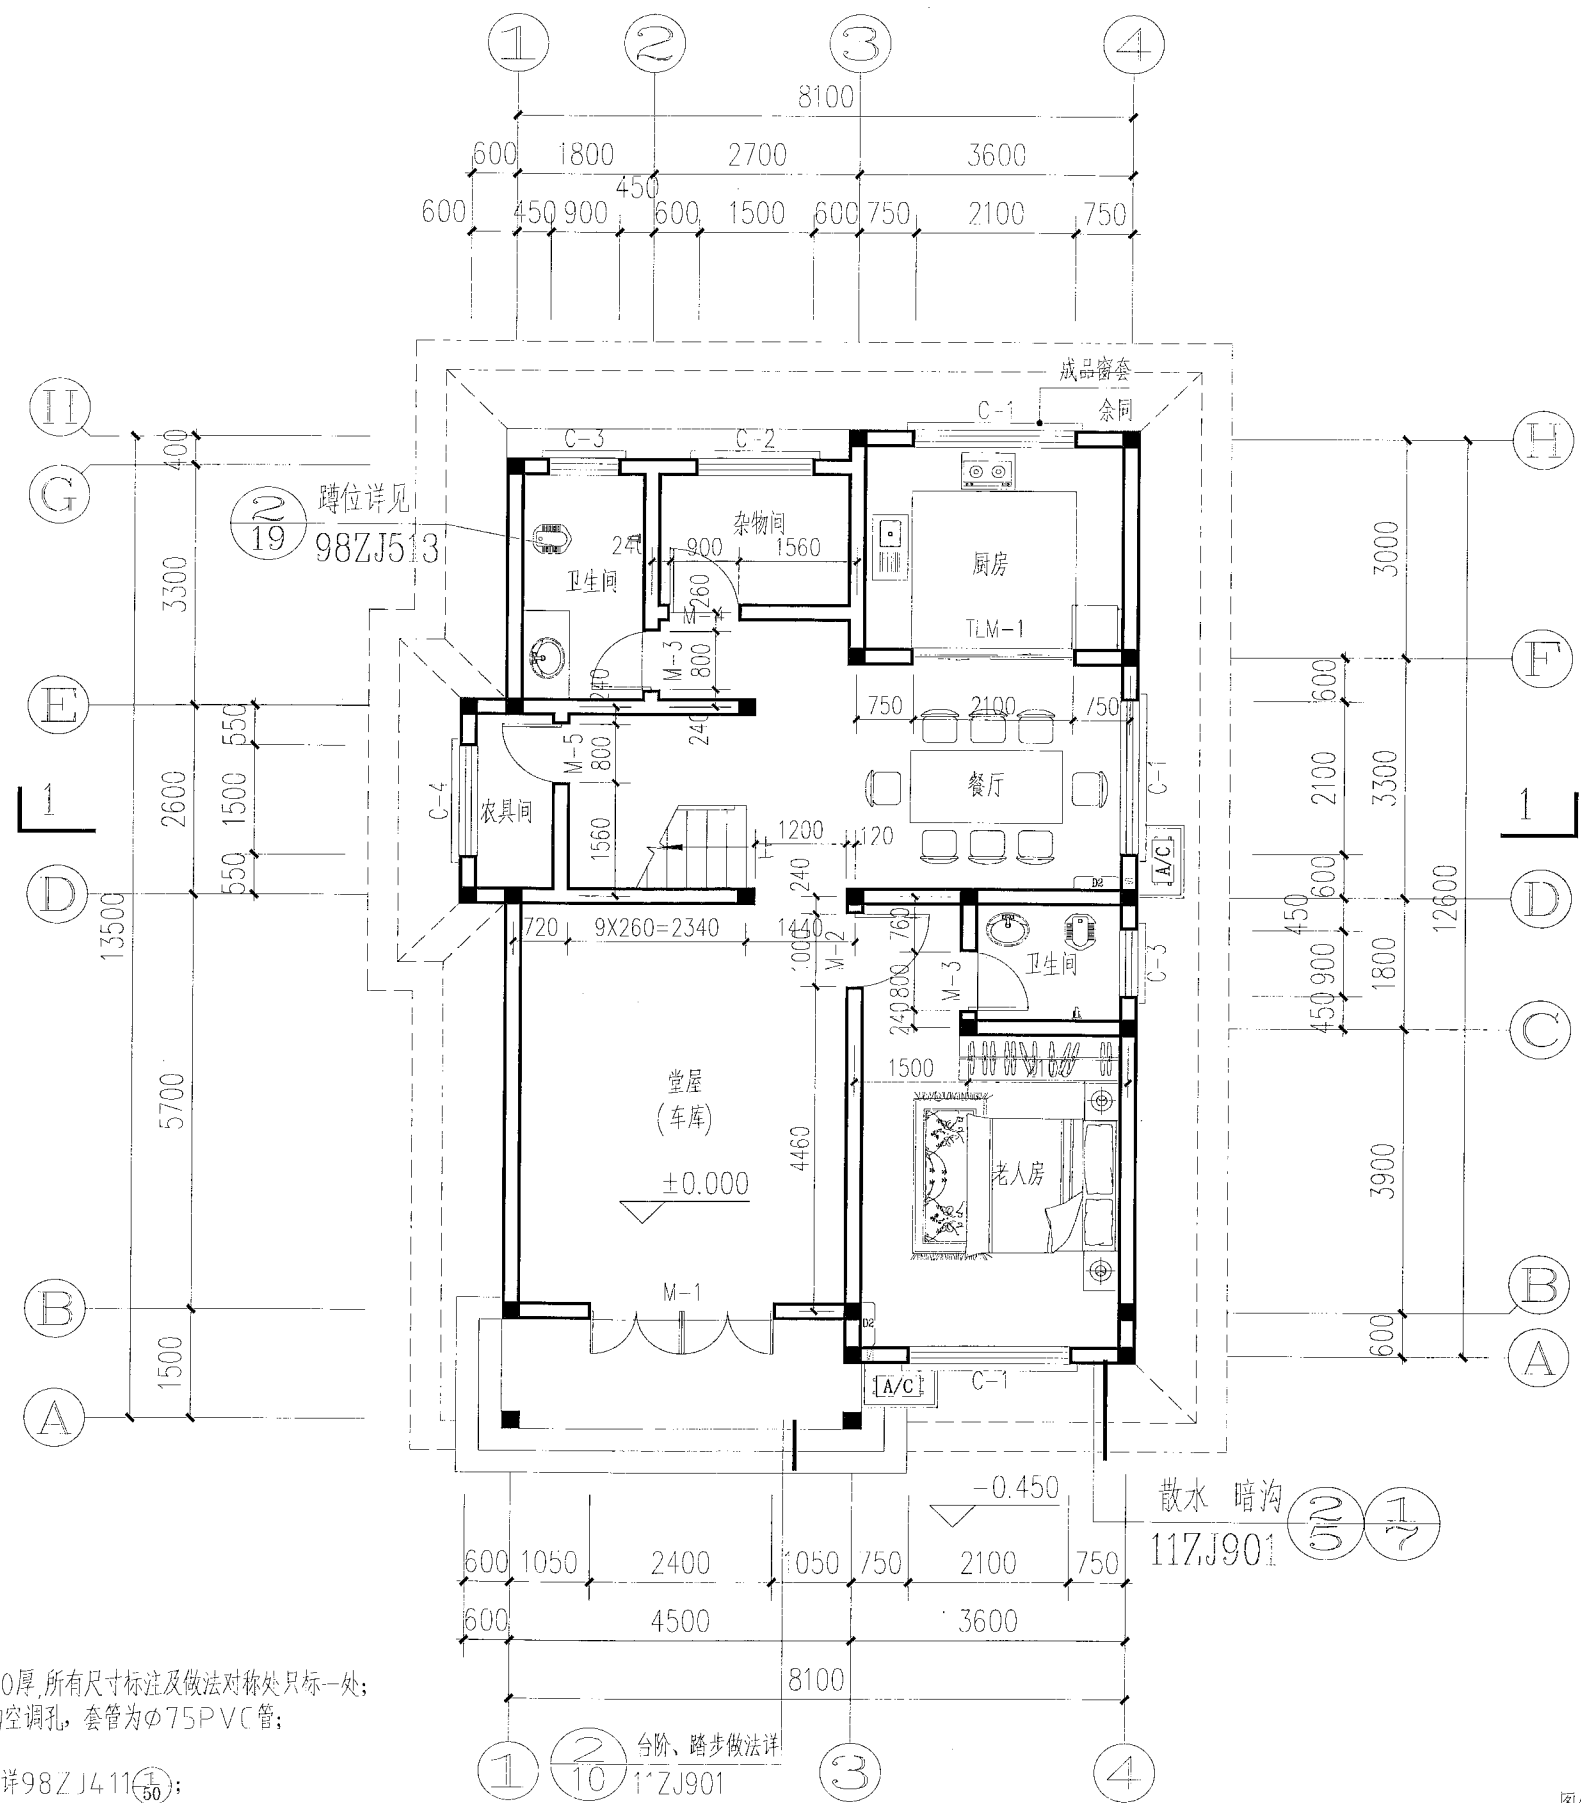 1 2 3 4
8100
600 1800 2700 3600
450
600 450 900 600 1500 600 750 2100 750
成品窗套
C-1 余同
H
H
G
E
D
B
A
F
D
C
B
A
400
3300
2600
5700
1500
13500
550
1500
550
3000
3300
1800
3900
600
12600
600
2100
600
450
900
450
1
1
2
19
蹲位详见
98ZJ513
C-3 C-2
杂物间
240 900 1560
卫生间
厨房
260
M-4
TLM-1
M-3
800
240
240
750 2100 750
M-5
800
1560
C-4
农具间
餐厅
C-1
A/C
D2
1200 120
上
240
720 9X260=2340 1440
1000
M-2
760
800
240
M-3
卫生间
C-3
1500
堂屋
(车库)
4460
老人房
±0.000
M-1
D2
A/C
C-1
-0.450
散水 暗沟
11ZJ901
2
5
1
7
600 1050 2400 1050 750 2100 750
600 4500 3600
8100
1 3 4
2
10
台阶、踏步做法详
11ZJ901
0厚,所有尺寸标注及做法对称处只标一处;
空调孔，套管为φ75PVC管;
详98ZJ411 1
50 ;